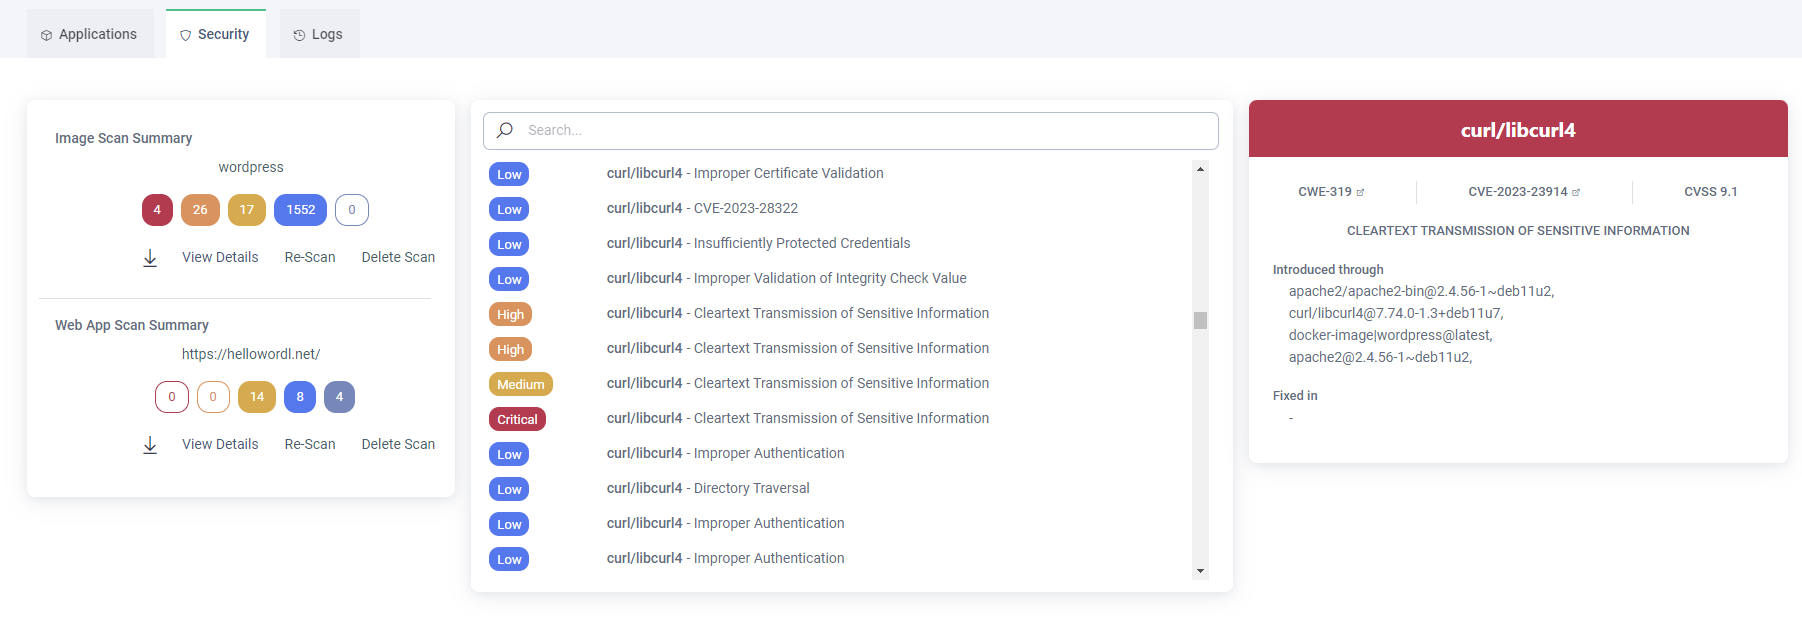 Applications
Security
Logs
Image Scan Summary
wordpress
4 26 17 1552 0
View Details Re-Scan Delete Scan
Web App Scan Summary
https://hellowordl.net/
0 0 14 8 4
View Details Re-Scan Delete Scan
Search...
Low curl/libcurl4 - Improper Certificate Validation
Low curl/libcurl4 - CVE-2023-28322
Low curl/libcurl4 - Insufficiently Protected Credentials
Low curl/libcurl4 - Improper Validation of Integrity Check Value
High curl/libcurl4 - Cleartext Transmission of Sensitive Information
High curl/libcurl4 - Cleartext Transmission of Sensitive Information
Medium curl/libcurl4 - Cleartext Transmission of Sensitive Information
Critical curl/libcurl4 - Cleartext Transmission of Sensitive Information
Low curl/libcurl4 - Improper Authentication
Low curl/libcurl4 - Directory Traversal
Low curl/libcurl4 - Improper Authentication
Low curl/libcurl4 - Improper Authentication
curl/libcurl4
CWE-319 CVE-2023-23914 CVSS 9.1
CLEARTEXT TRANSMISSION OF SENSITIVE INFORMATION
Introduced through
apache2/apache2-bin@2.4.56-1~deb11u2,
curl/libcurl4@7.74.0-1.3+deb11u7,
docker-image|wordpress@latest,
apache2@2.4.56-1~deb11u2,
Fixed in
-